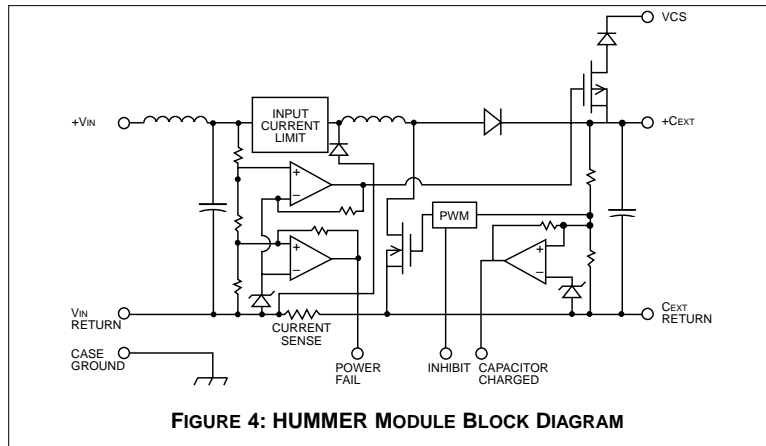 VCS
+VIN
INPUT
CURRENT
LIMIT
+CEXT
+
−
PWM
+
−
+
−
VIN
RETURN
CURRENT
SENSE
CEXT
RETURN
CASE
GROUND
POWER
FAIL
INHIBIT
CAPACITOR
CHARGED
FIGURE 4: HUMMER MODULE BLOCK DIAGRAM